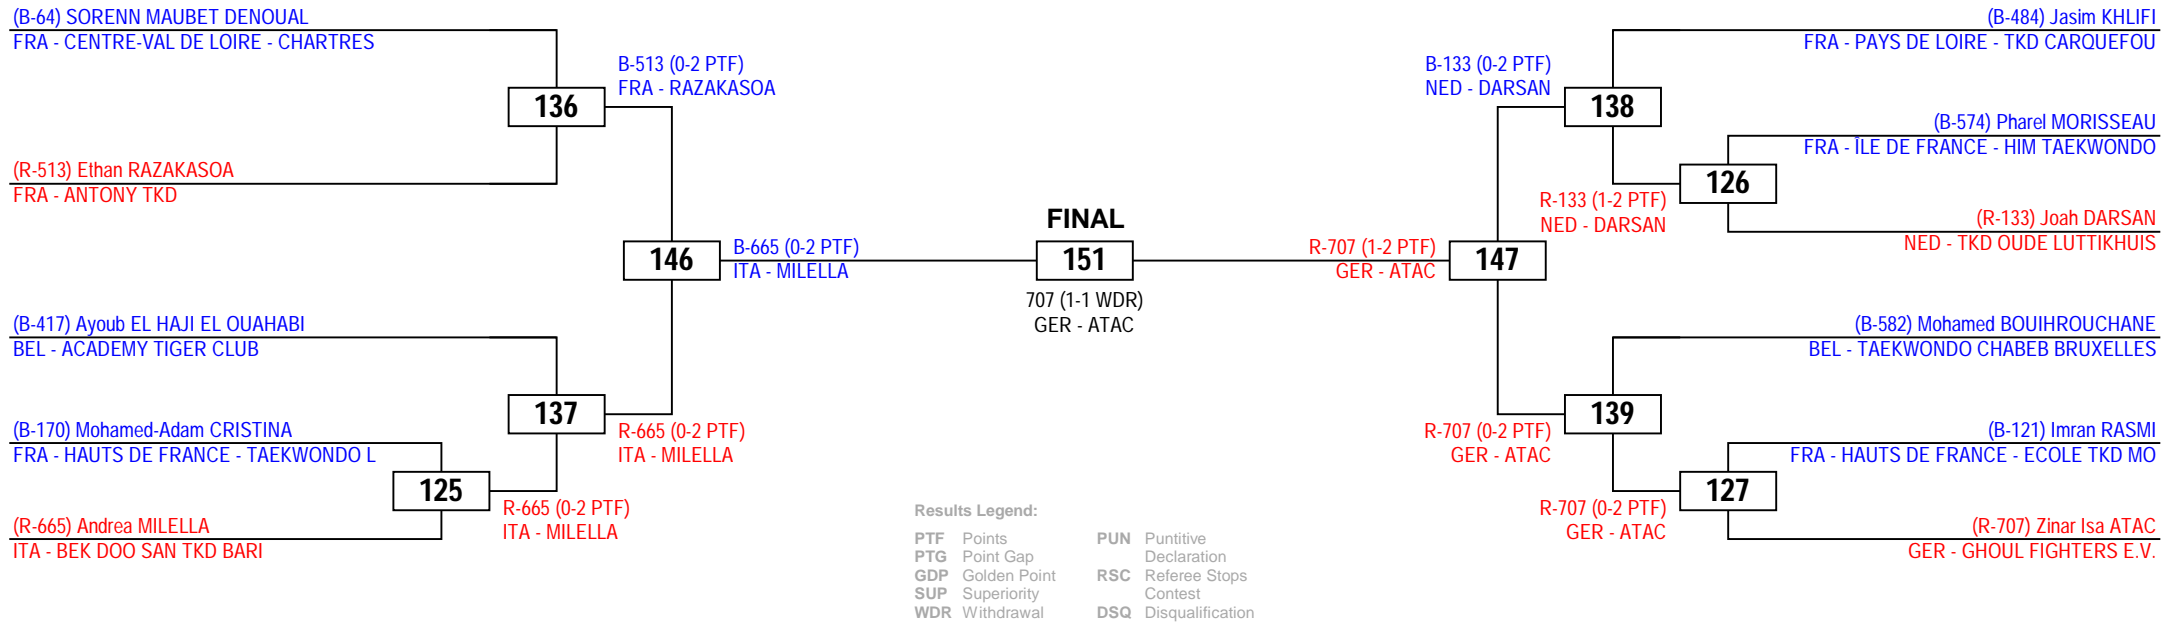 (B-64) SORENN MAUBET DENOUAL
FRA - CENTRE-VAL DE LOIRE - CHARTRES
B-513 (0-2 PTF)
FRA - RAZAKASOA
136
(R-513) Ethan RAZAKASOA
FRA - ANTONY TKD
146
B-665 (0-2 PTF)
ITA - MILELLA
(B-417) Ayoub EL HAJI EL OUAHABI
BEL - ACADEMY TIGER CLUB
137
R-665 (0-2 PTF)
ITA - MILELLA
(B-170) Mohamed-Adam CRISTINA
FRA - HAUTS DE FRANCE - TAEKWONDO L
125
R-665 (0-2 PTF)
ITA - MILELLA
(R-665) Andrea MILELLA
ITA - BEK DOO SAN TKD BARI
FINAL
151
707 (1-1 WDR)
GER - ATAC
(B-484) Jasim KHLIFI
FRA - PAYS DE LOIRE - TKD CARQUEFOU
B-133 (0-2 PTF)
NED - DARSAN
138
(B-574) Pharel MORISSEAU
FRA - ÎLE DE FRANCE - HIM TAEKWONDO
126
R-133 (1-2 PTF)
NED - DARSAN
(R-133) Joah DARSAN
NED - TKD OUDE LUTTIKHUIS
R-707 (1-2 PTF)
GER - ATAC
147
(B-582) Mohamed BOUIHROUCHANE
BEL - TAEKWONDO CHABEB BRUXELLES
139
R-707 (0-2 PTF)
GER - ATAC
(B-121) Imran RASMI
FRA - HAUTS DE FRANCE - ECOLE TKD MO
127
R-707 (0-2 PTF)
GER - ATAC
(R-707) Zinar Isa ATAC
GER - GHOUL FIGHTERS E.V.
Results Legend:
PTF Points
PTG Point Gap
GDP Golden Point
SUP Superiority
WDR Withdrawal
PUN Puntitive
Declaration
RSC Referee Stops
Contest
DSQ Disqualification